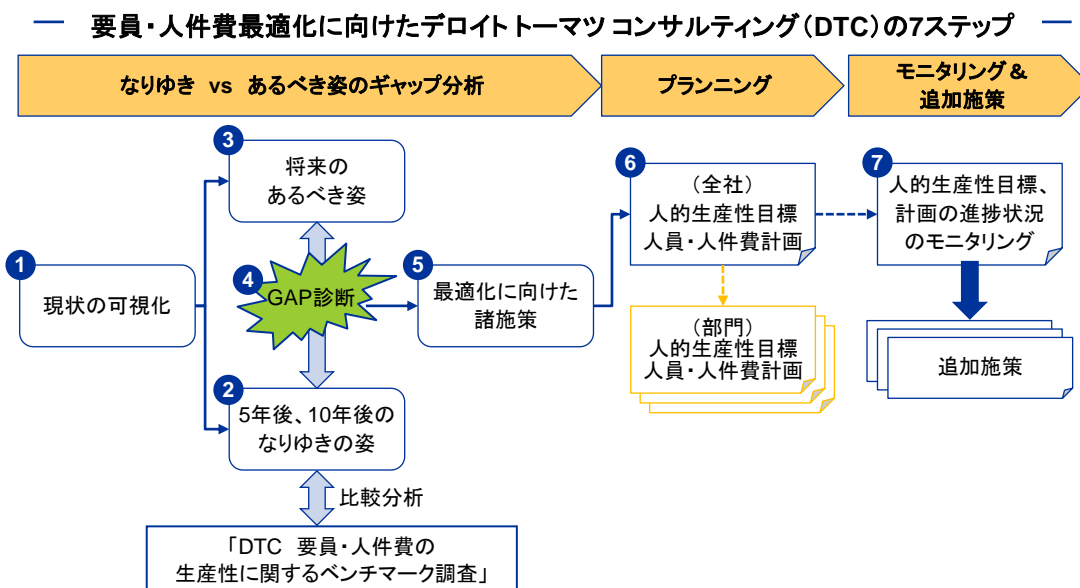 要員・人件費最適化に向けたデロイト トーマツ コンサルティング（DTC）の7ステップ
なりゆき vs あるべき姿のギャップ分析
プランニング
モニタリング＆
追加施策
1
現状の可視化
3
将来の
あるべき姿
4
GAP診断
2
5年後、10年後の
なりゆきの姿
比較分析
「DTC 要員・人件費の
生産性に関するベンチマーク調査」
5
最適化に向けた
諸施策
6
（全社）
人的生産性目標
人員・人件費計画
（部門）
人的生産性目標
人員・人件費計画
7
人的生産性目標、
計画の進捗状況
のモニタリング
追加施策